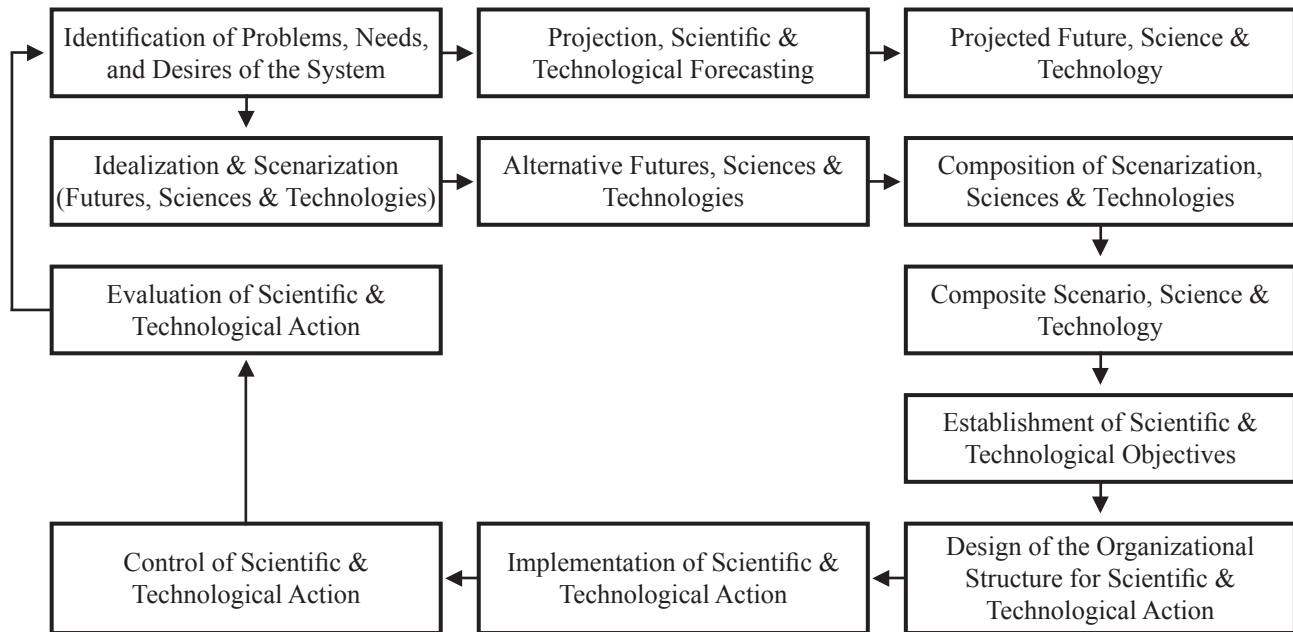 Identification of Problems, Needs,
and Desires of the System
Projection, Scientific &
Technological Forecasting
Projected Future, Science &
Technology
Idealization & Scenarization
(Futures, Sciences & Technologies)
Alternative Futures, Sciences &
Technologies
Composition of Scenarization,
Sciences & Technologies
Evaluation of Scientific &
Technological Action
Composite Scenario, Science &
Technology
Establishment of Scientific &
Technological Objectives
Control of Scientific &
Technological Action
Implementation of Scientific &
Technological Action
Design of the Organizational
Structure for Scientific &
Technological Action